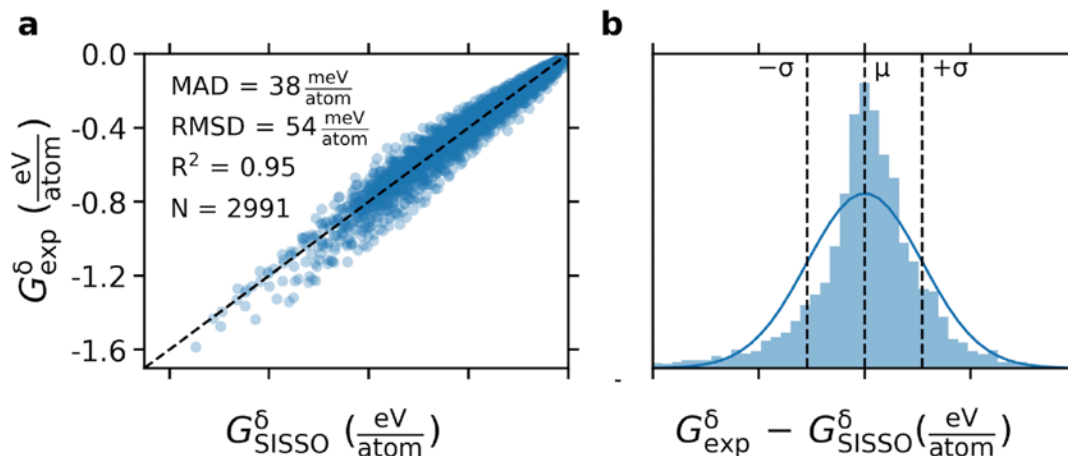 a
b
0.0
-0.4
-0.8
-1.2
-1.6
G^δ_exp (eV/atom)
MAD = 38 meV/atom
RMSD = 54 meV/atom
R² = 0.95
N = 2991
G^δ_SISSO (eV/atom)
−σ
μ
+σ
-
G^δ_exp − G^δ_SISSO(eV/atom)